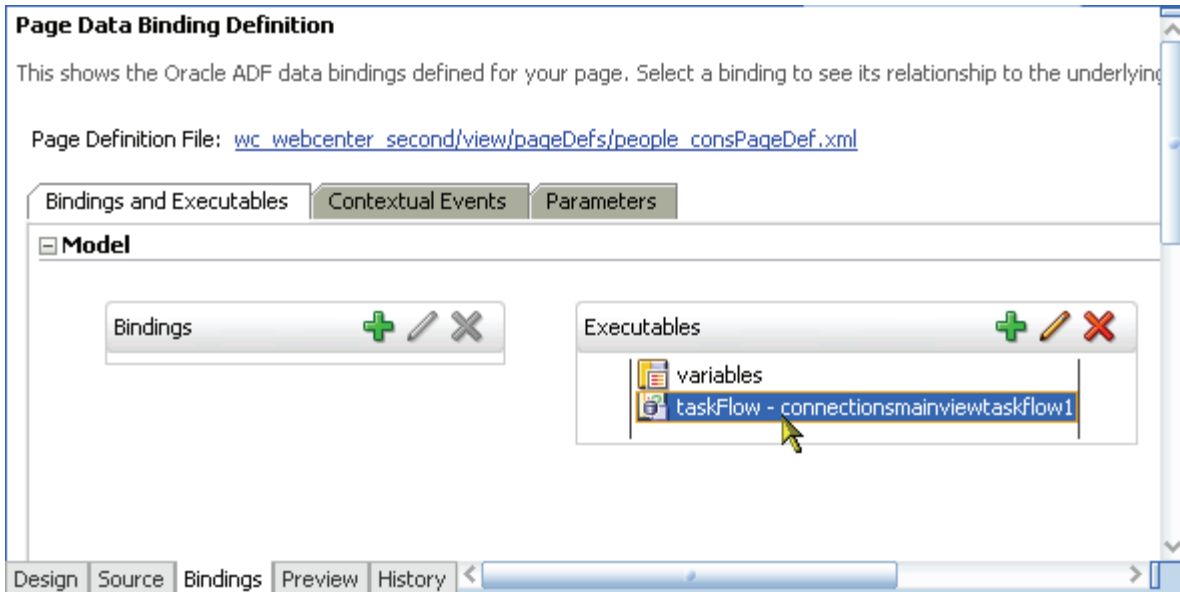 Page Data Binding Definition
This shows the Oracle ADF data bindings defined for your page. Select a binding to see its relationship to the underlying
Page Definition File: wc_webcenter_second/view/pageDefs/people_consPageDef.xml
Bindings and Executables Contextual Events Parameters
Model
Bindings Executables
variables
taskFlow - connectionsmainviewtaskflow1
Design Source Bindings Preview History